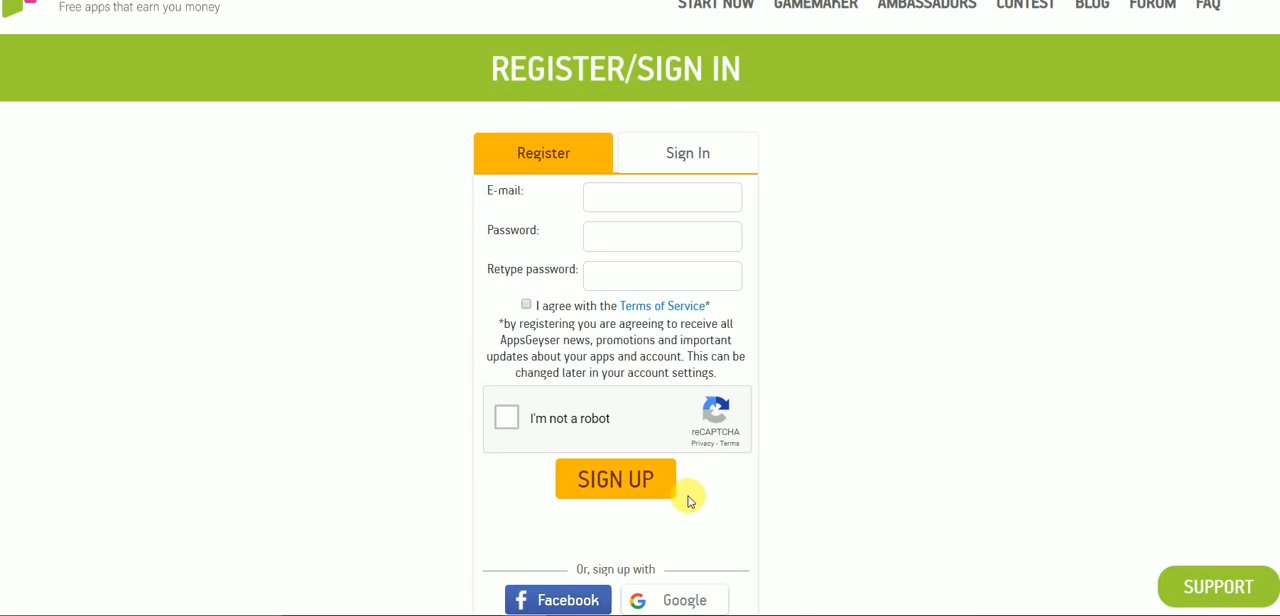 Free apps that earn you money
START NOW GAMEMAKER AMBASSADORS CONTEST BLOG FORUM FAQ
REGISTER/SIGN IN
Register Sign In
E-mail:
Password:
Retype password:
I agree with the Terms of Service*
*by registering you are agreeing to receive all
AppsGeyser news, promotions and important
updates about your apps and account. This can be
changed later in your account settings.
I'm not a robot
reCAPTCHA
Privacy - Terms
SIGN UP
Or, sign up with
Facebook Google
SUPPORT